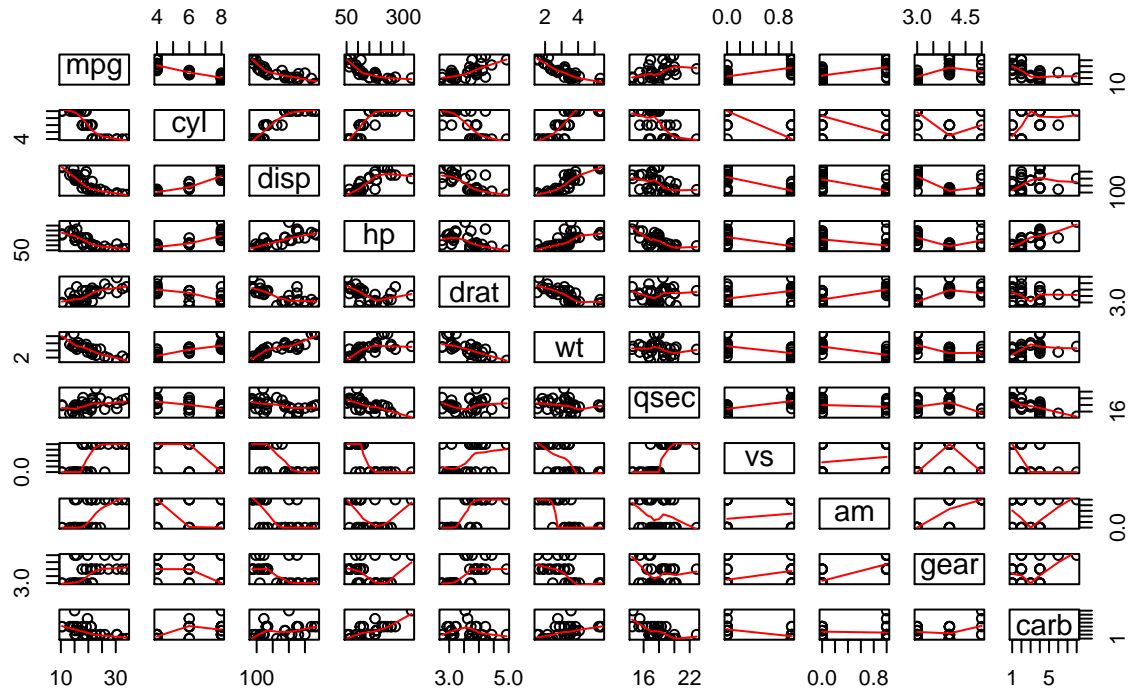 4 6 8 50 300 2 4 0.0 0.8 3.0 4.5
mpg 10
4 cyl
disp 100
50 hp
drat 3.0
2 wt
qsec 16
0.0 vs
am 0.0
3.0 gear
carb 1
10 30 100 3.0 5.0 16 22 0.0 0.8 1 5